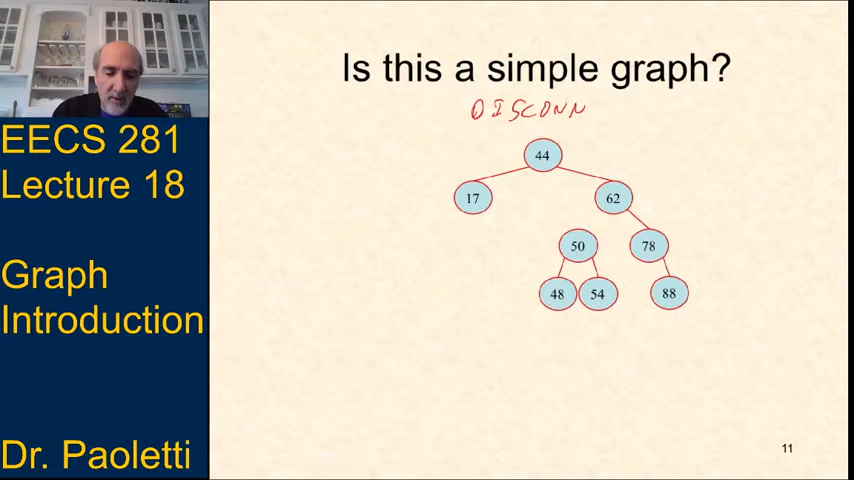 EECS 281
Lecture 18
Graph
Introduction
Dr. Paoletti
Is this a simple graph?
DISCONN
44
17
62
50
78
48
54
88
11